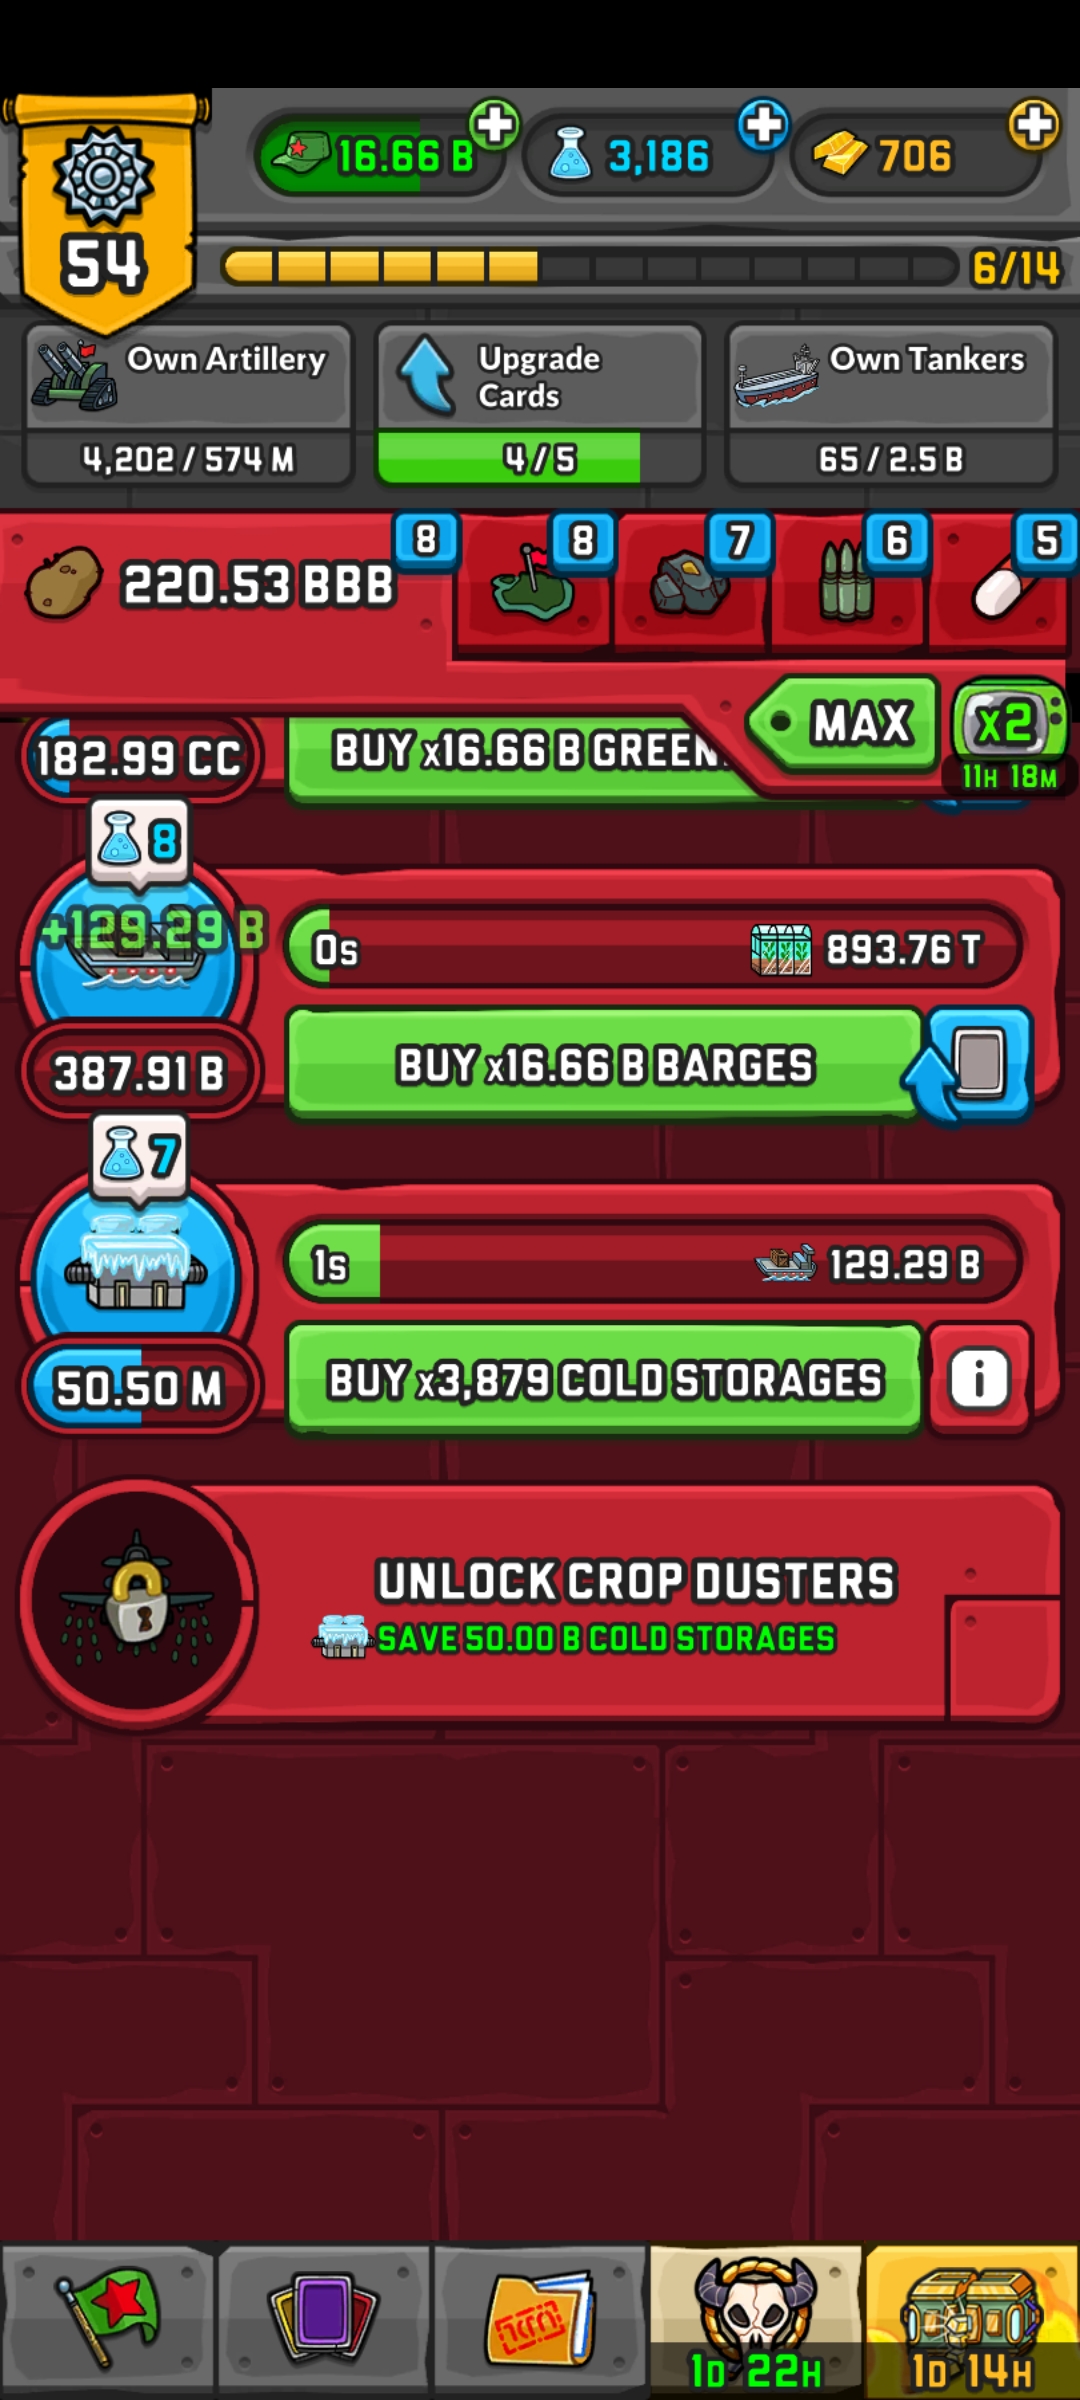 16.66 B
3,186
706
54
6/14
Own Artillery
4,202 / 574 M
Upgrade
Cards
4 / 5
Own Tankers
65 / 2.5 B
220.53 BBB
8
8
7
6
5
MAX
x2
11H 18M
182.99 CC
BUY x16.66 B GREEN
8
+129.29 B
0s
893.76 T
387.91 B
BUY x16.66 B BARGES
7
1s
129.29 B
50.50 M
BUY x3,879 COLD STORAGES
i
UNLOCK CROP DUSTERS
SAVE 50.00 B COLD STORAGES
1D 22H
1D 14H